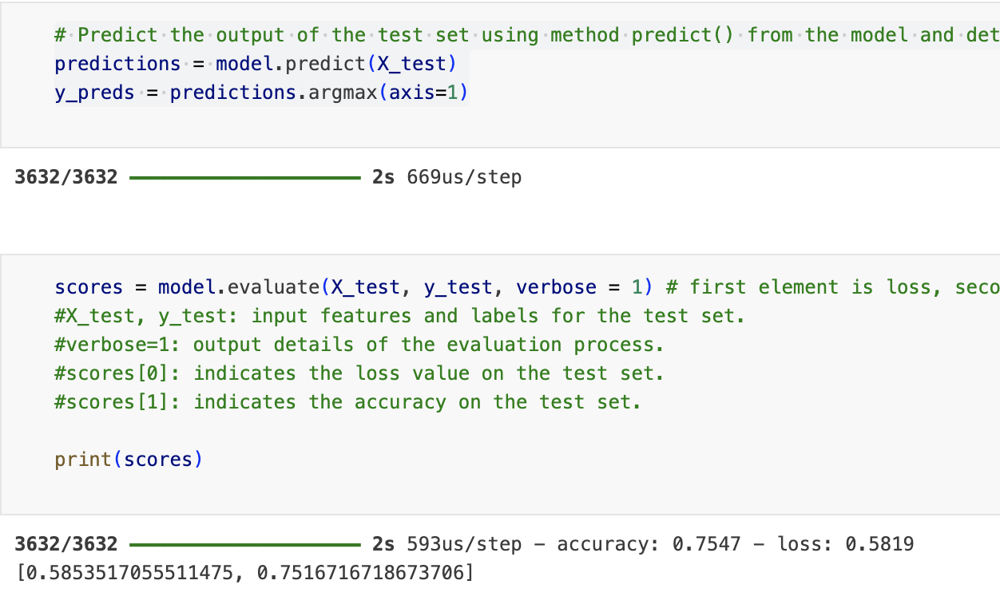 # Predict the output of the test set using method predict() from the model and det
predictions = model.predict(X_test)
y_preds = predictions.argmax(axis=1)
3632/3632 2s 669us/step
scores = model.evaluate(X_test, y_test, verbose = 1) # first element is loss, seco
#X_test, y_test: input features and labels for the test set.
#verbose=1: output details of the evaluation process.
#scores[0]: indicates the loss value on the test set.
#scores[1]: indicates the accuracy on the test set.
print(scores)
3632/3632 2s 593us/step – accuracy: 0.7547 – loss: 0.5819
[0.5853517055511475, 0.7516716718673706]